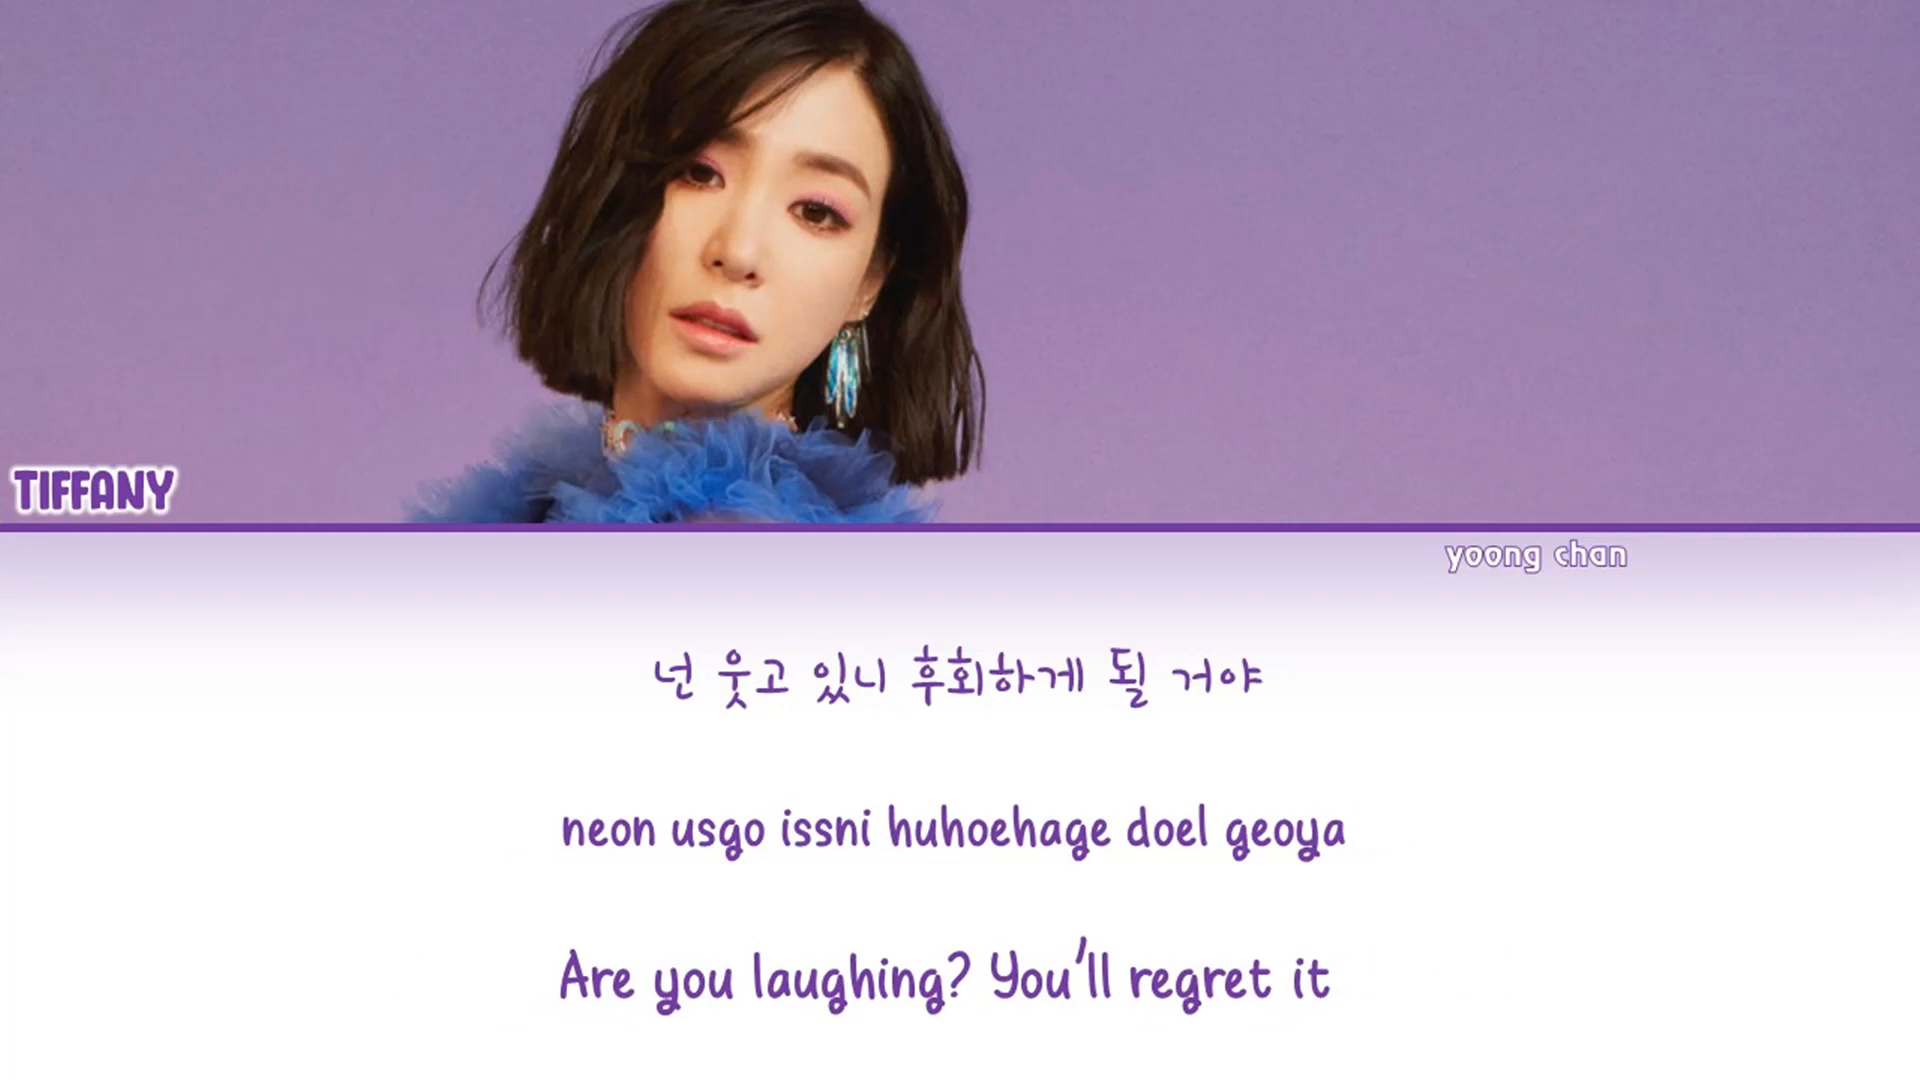 TIFFANY
yoong chan
넌 웃고 있니 후회하게 될 거야
neon usgo issni huhoehage doel geoya
Are you laughing? You'll regret it